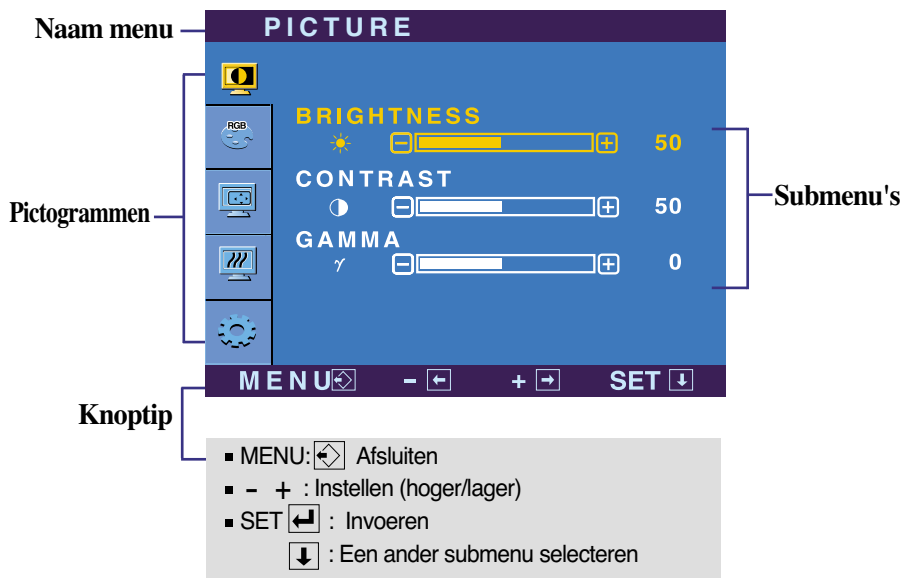 Naam menu
PICTURE
RGB
BRIGHTNESS
50
CONTRAST
50
GAMMA
γ
0
Pictogrammen
Submenu's
MENU - + SET
Knoptip
MENU: Afsluiten
- + : Instellen (hoger/lager)
SET : Invoeren
: Een ander submenu selecteren